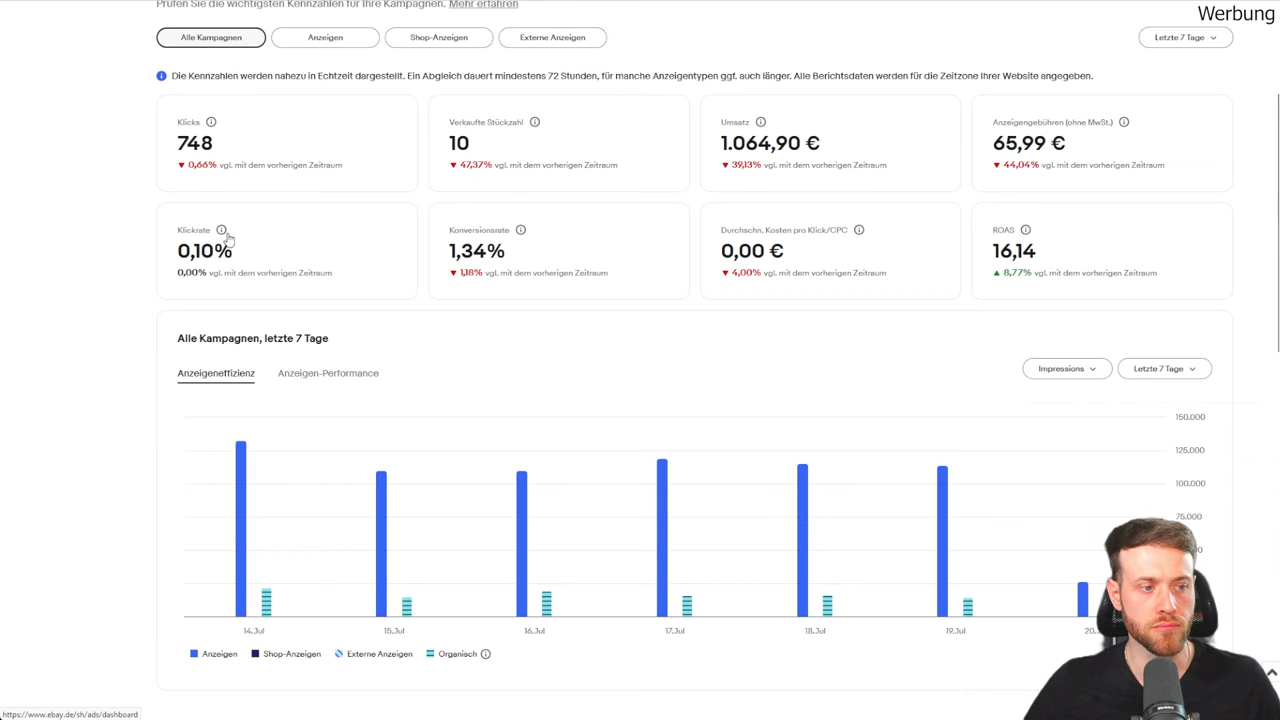 Prüfen Sie die wichtigsten Kennzahlen für Ihre Kampagnen. Mehr erfahren
Werbung
Alle Kampagnen
Anzeigen
Shop-Anzeigen
Externe Anzeigen
Letzte 7 Tage
Die Kennzahlen werden nahezu in Echtzeit dargestellt. Ein Abgleich dauert mindestens 72 Stunden, für manche Anzeigentypen ggf. auch länger. Alle Berichtsdaten werden für die Zeitzone Ihrer Website angegeben.
Klicks
748
0,66% vgl. mit dem vorherigen Zeitraum
Verkaufte Stückzahl
10
47,37% vgl. mit dem vorherigen Zeitraum
Umsatz
1.064,90 €
39,13% vgl. mit dem vorherigen Zeitraum
Anzeigengebühren (ohne MwSt.)
65,99 €
44,04% vgl. mit dem vorherigen Zeitraum
Klickrate
0,10%
0,00% vgl. mit dem vorherigen Zeitraum
Konversionsrate
1,34%
1,18% vgl. mit dem vorherigen Zeitraum
Durchschn. Kosten pro Klick/CPC
0,00 €
4,00% vgl. mit dem vorherigen Zeitraum
ROAS
16,14
8,77% vgl. mit dem vorherigen Zeitraum
Alle Kampagnen, letzte 7 Tage
Anzeigeneffizienz
Anzeigen-Performance
Impressions
Letzte 7 Tage
150.000
125.000
100.000
75.000
14.Jul
15.Jul
16.Jul
17.Jul
18.Jul
19.Jul
20.
Anzeigen
Shop-Anzeigen
Externe Anzeigen
Organisch
https://www.ebay.de/sh/ads/dashboard